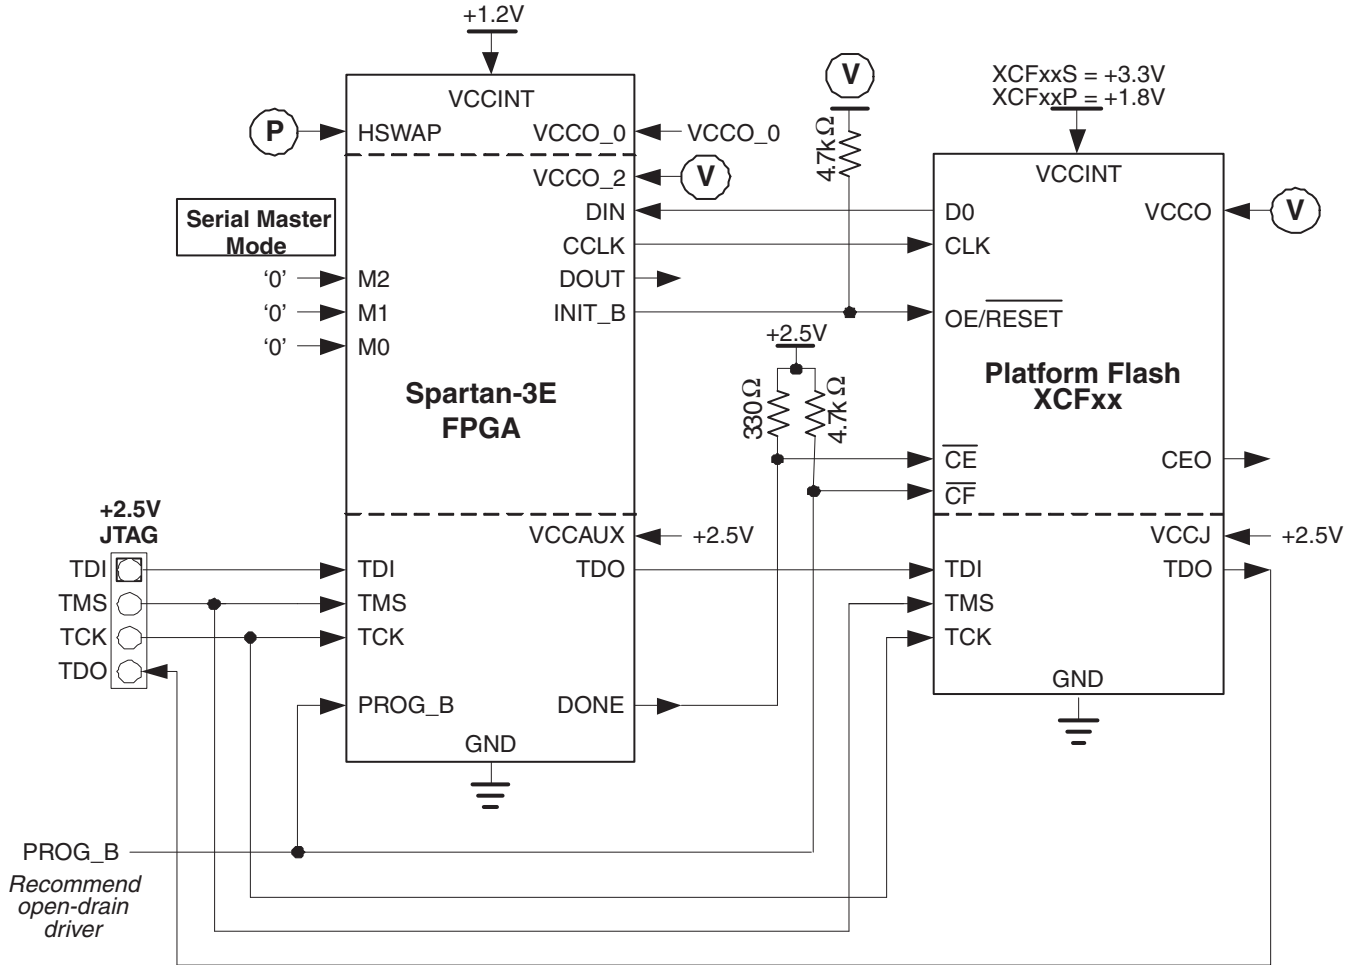 +1.2V
XCFxxS = +3.3V
XCFxxP = +1.8V
V
P
HSWAP
VCCINT
VCCO_0
VCCO_0
VCCO_2
V
4.7kΩ
VCCINT
Serial Master
Mode
DIN
D0
VCCO
V
CCLK
CLK
'0'
M2
DOUT
'0'
M1
INIT_B
OE/RESET
'0'
M0
+2.5V
Spartan-3E
FPGA
330Ω
4.7kΩ
Platform Flash
XCFxx
CE
CEO
CF
+2.5V
JTAG
VCCAUX
+2.5V
VCCJ
+2.5V
TDI
TDI
TDO
TDI
TDO
TMS
TMS
TMS
TCK
TCK
TCK
TDO
PROG_B
DONE
GND
GND
PROG_B
Recommend
open-drain
driver